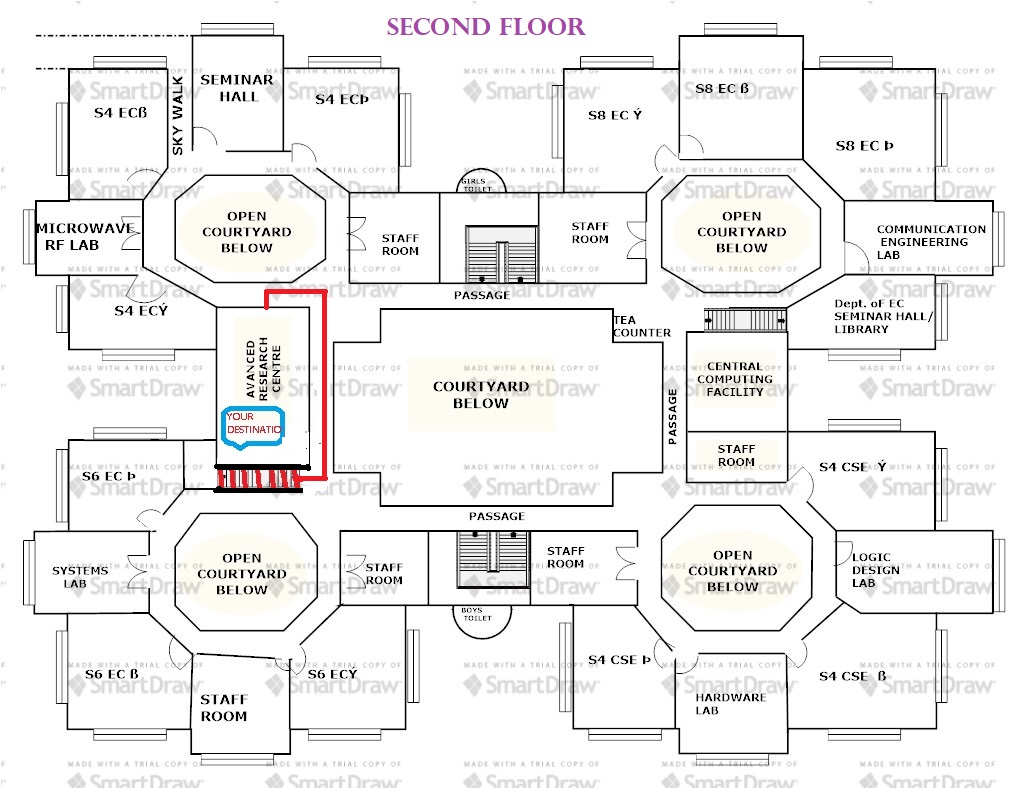 SECOND FLOOR
SEMINAR
HALL
SKY WALK
S4 ECß
S4 ECÞ
S8 EC Ý
S8 EC ß
S8 EC Þ
MICROWAVE
RF LAB
OPEN
COURTYARD
BELOW
STAFF
ROOM
GIRLS
TOILET
STAFF
ROOM
OPEN
COURTYARD
BELOW
COMMUNICATION
ENGINEERING
LAB
S4 ECÝ
PASSAGE
TEA
COUNTER
Dept. of EC
SEMINAR HALL/
LIBRARY
AVANCED
RESEARCH
CENTRE
YOUR
DESTINATIO
COURTYARD
BELOW
PASSAGE
CENTRAL
COMPUTING
FACILITY
STAFF
ROOM
S6 EC Þ
S4 CSE Ý
PASSAGE
SYSTEMS
LAB
OPEN
COURTYARD
BELOW
STAFF
ROOM
STAFF
ROOM
OPEN
COURTYARD
BELOW
LOGIC
DESIGN
LAB
BOYS
TOILET
S6 EC ß
STAFF
ROOM
S6 ECÝ
S4 CSE Þ
HARDWARE
LAB
S4 CSE ß
MADE WITH A TRIAL COPY OF
SmartDraw